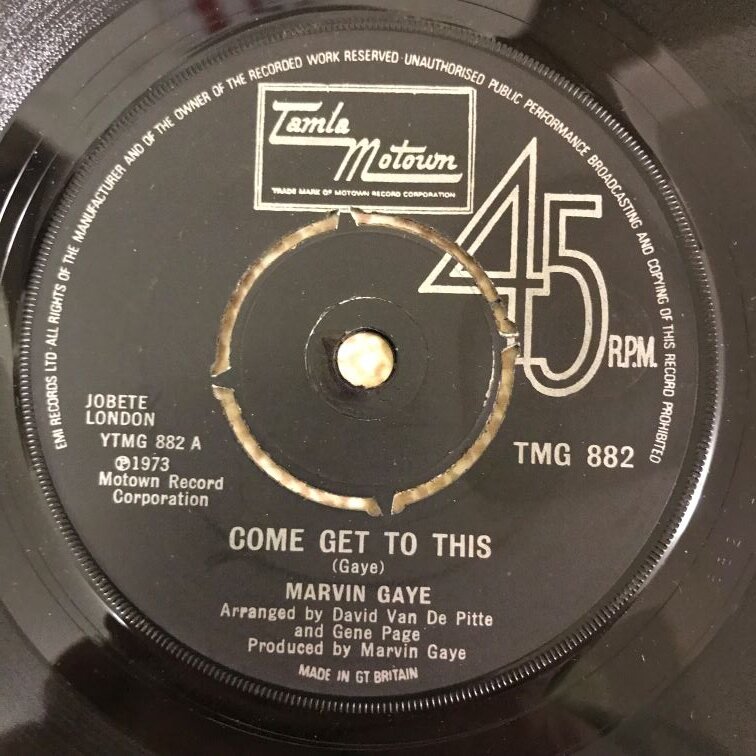 EMI RECORDS LTD·ALL RIGHTS OF THE MANUFACTURER AND OF THE OWNER OF THE RECORDED WORK RESERVED·UNAUTHORISED PUBLIC PERFORMANCE BROADCASTING AND COPYING OF THIS RECORD PROHIBITED
Tamla
Motown
TRADE MARK OF MOTOWN RECORD CORPORATION
45
R.P.M.
JOBETE
LONDON
YTMG 882 A
℗1973
Motown Record
Corporation
TMG 882
COME GET TO THIS
(Gaye)
MARVIN GAYE
Arranged by David Van De Pitte
and Gene Page
Produced by Marvin Gaye
MADE IN GT BRITAIN